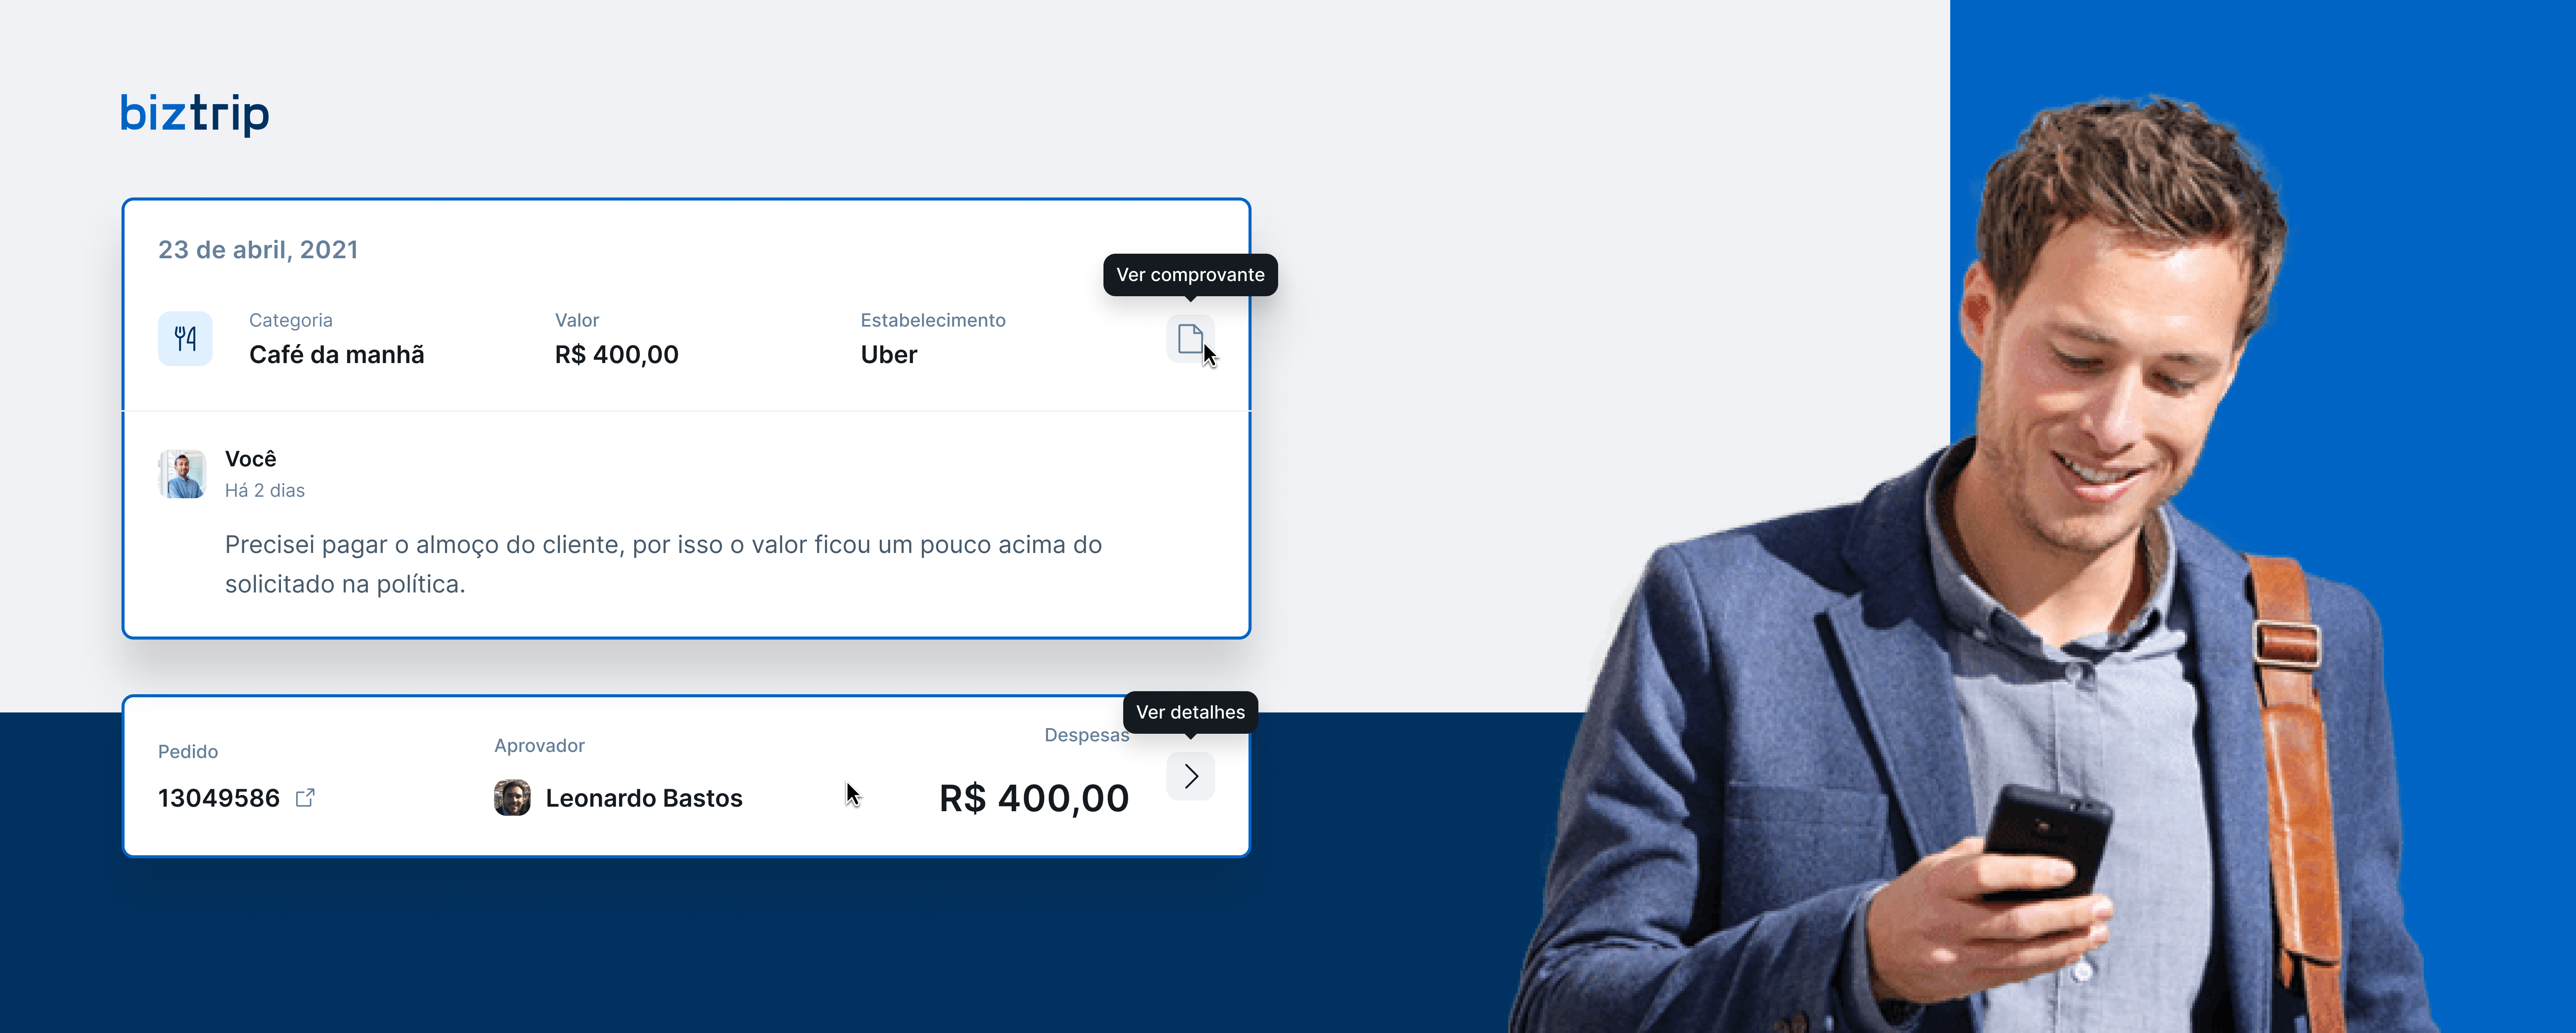 biztrip
23 de abril, 2021
Ver comprovante
Categoria
Café da manhã
Valor
R$ 400,00
Estabelecimento
Uber
Você
Há 2 dias
Precisei pagar o almoço do cliente, por isso o valor ficou um pouco acima do
solicitado na política.
Ver detalhes
Pedido
13049586
Aprovador
Leonardo Bastos
Despesas
R$ 400,00